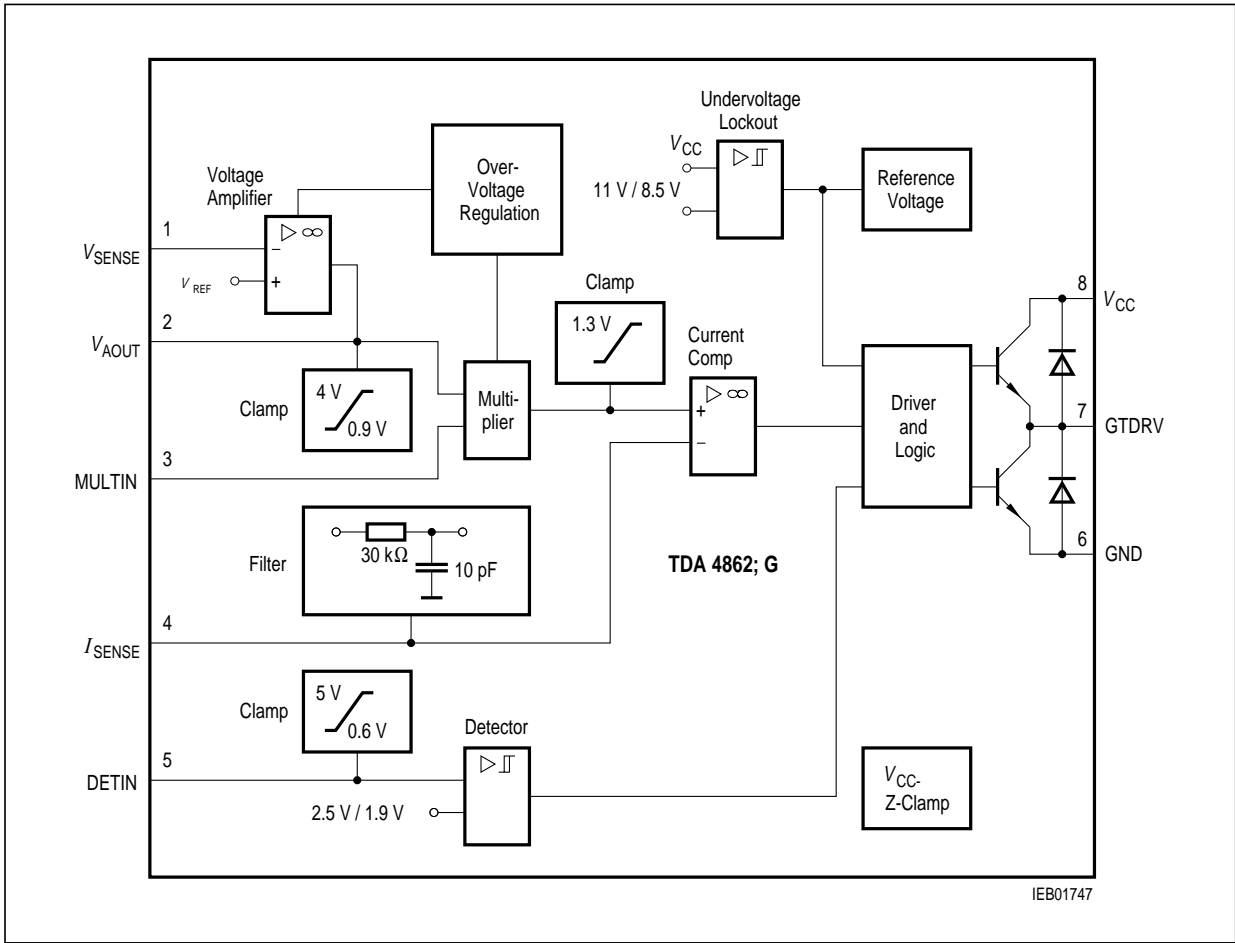 Undervoltage
Lockout
VCC
11 V / 8.5 V
Reference
Voltage
Over-
Voltage
Regulation
Voltage
Amplifier
1
VSENSE
▷ ∞
−
+
VREF
2
VAOUT
Clamp
4 V
0.9 V
3
MULTIN
Multi-
plier
Clamp
1.3 V
Current
Comp
▷ ∞
+
−
Driver
and
Logic
8
VCC
7
GTDRV
6
GND
Filter
30 kΩ
10 pF
TDA 4862; G
4
ISENSE
Clamp
5 V
0.6 V
5
DETIN
Detector
2.5 V / 1.9 V
VCC-
Z-Clamp
IEB01747